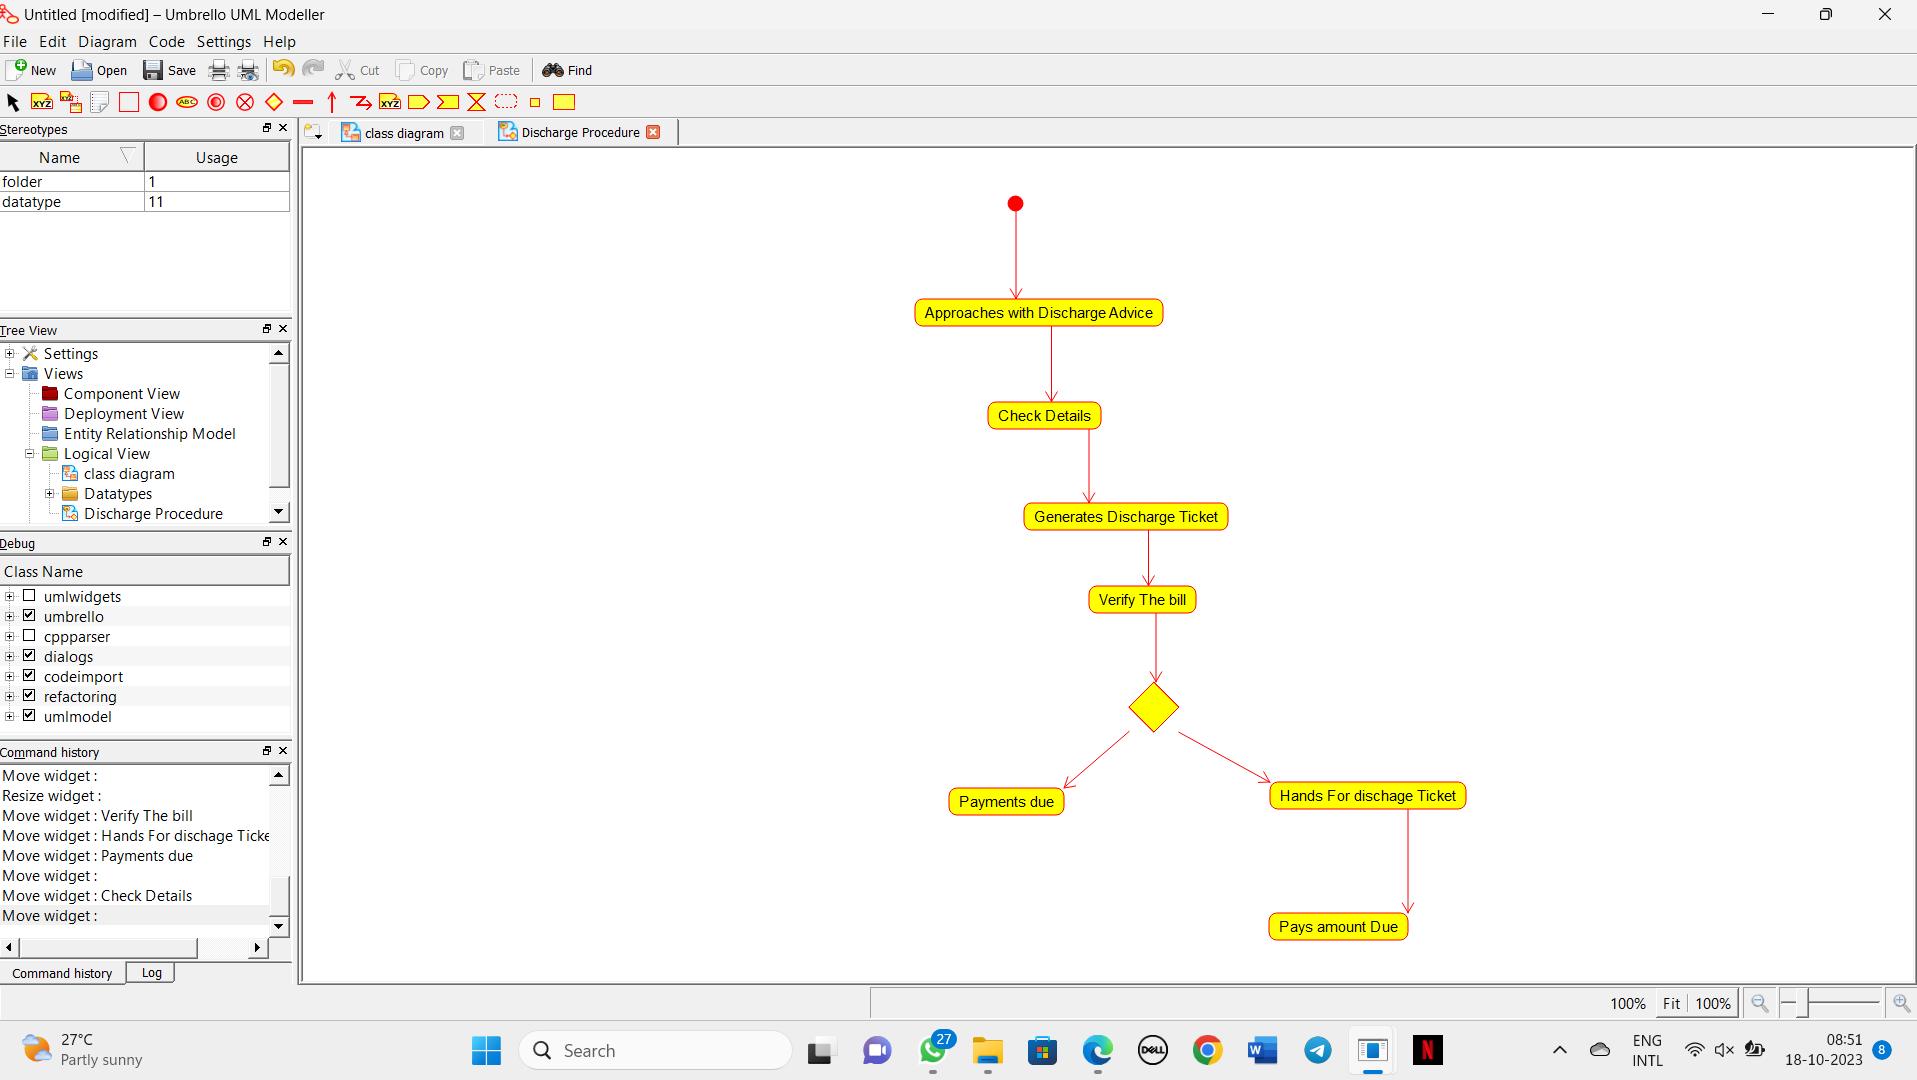 Untitled [modified] – Umbrello UML Modeller
File Edit Diagram Code Settings Help
New Open Save Cut Copy Paste Find
XYZ XYZ ABC XYZ
Stereotypes
class diagram Discharge Procedure
Name Usage
folder 1
datatype 11
Tree View
Settings
Views
Component View
Deployment View
Entity Relationship Model
Logical View
class diagram
Datatypes
Discharge Procedure
Debug
Class Name
umlwidgets
umbrello
cppparser
dialogs
codeimport
refactoring
umlmodel
Command history
Move widget :
Resize widget :
Move widget : Verify The bill
Move widget : Hands For dischage Ticke
Move widget : Payments due
Move widget :
Move widget : Check Details
Move widget :
Command history Log
Approaches with Discharge Advice
Check Details
Generates Discharge Ticket
Verify The bill
Payments due
Hands For dischage Ticket
Pays amount Due
100% Fit 100%
27°C
Partly sunny
Search
27
DELL
W
N
ENG
INTL
08:51
18-10-2023
8